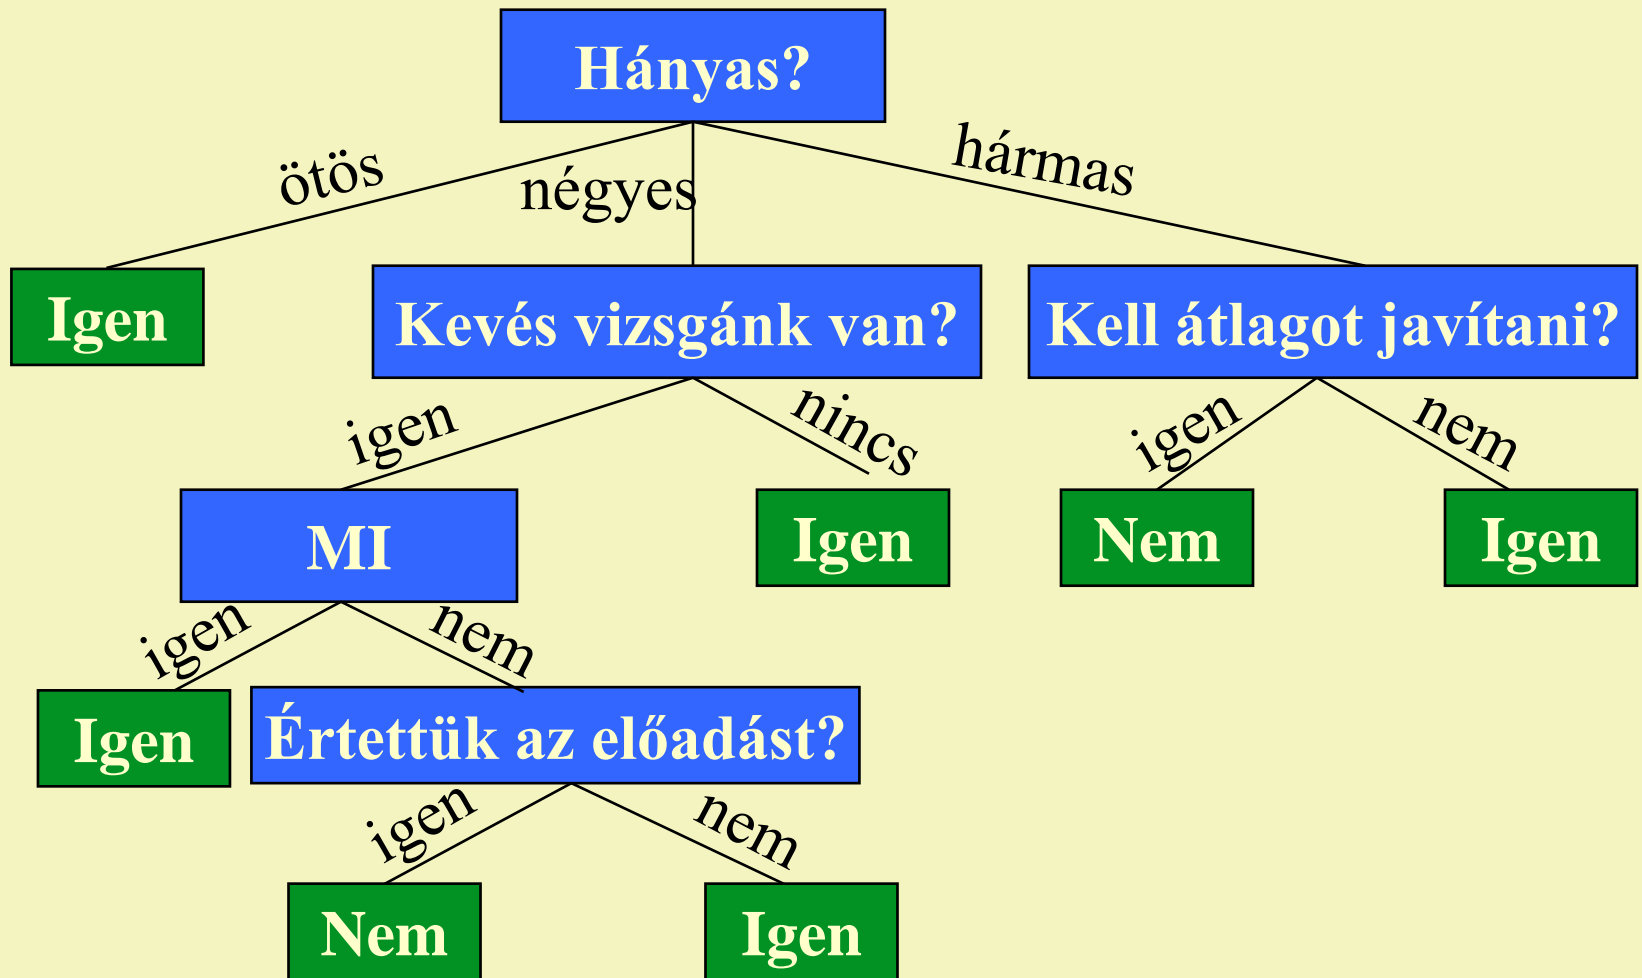 Hányas?
ötös
négyes
hármas
Igen
Kevés vizsgánk van?
Kell átlagot javítani?
igen
nincs
igen
nem
MI
Igen
Nem
Igen
igen
nem
Igen
Értettük az előadást?
igen
nem
Nem
Igen